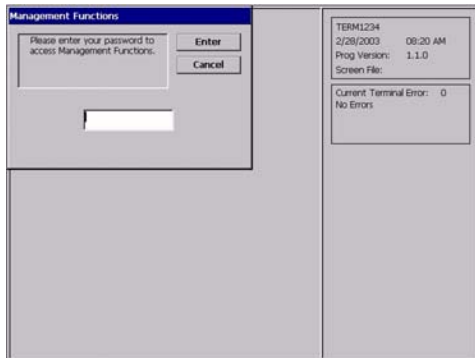 Management Functions
Please enter your password to
access Management Functions.
Enter
Cancel
TERM1234
2/28/2003 08:20 AM
Prog Version: 1.1.0
Screen File:
Current Terminal Error: 0
No Errors